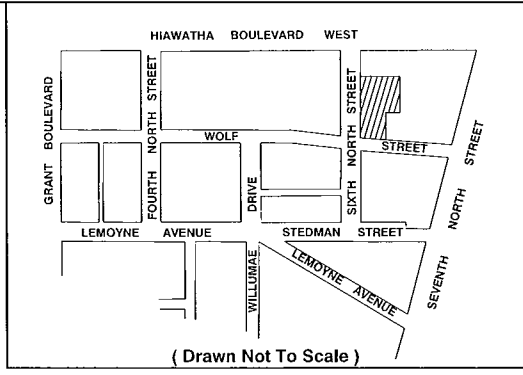 HIAWATHA BOULEVARD WEST
GRANT BOULEVARD
FOURTH NORTH STREET
SIXTH NORTH STREET
WOLF STREET
SEVENTH NORTH STREET
WILLUMAE DRIVE
LEMOYNE AVENUE
STEDMAN STREET
LEMOYNE AVENUE
( Drawn Not To Scale )